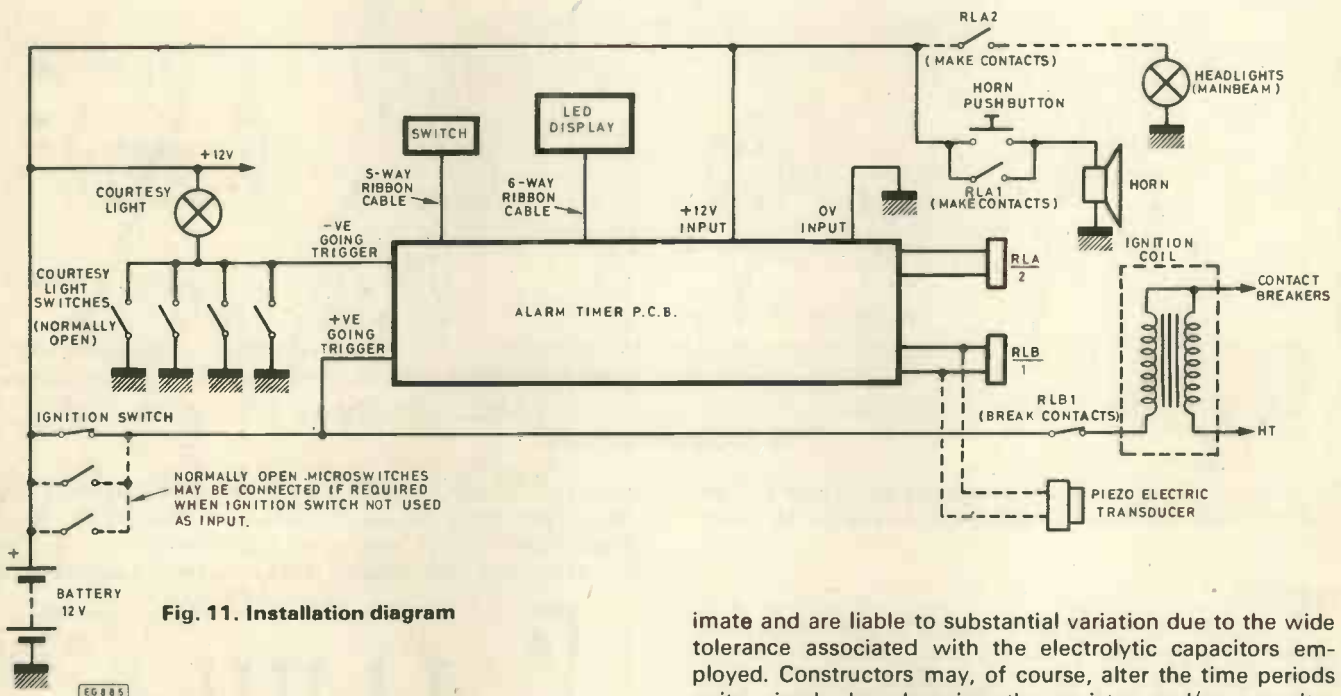 RLA2
(MAKE CONTACTS)
HEADLIGHTS
(MAINBEAM)
HORN
PUSHBUTTON
RLA1
(MAKE CONTACTS)
HORN
SWITCH
LED
DISPLAY
+12V
COURTESY
LIGHT
5-WAY
RIBBON
CABLE
6-WAY
RIBBON
CABLE
+12V
INPUT
0V
INPUT
-VE
GOING
TRIGGER
COURTESY
LIGHT
SWITCHES
(NORMALLY
OPEN)
+VE
GOING
TRIGGER
ALARM TIMER P.C.B.
RLA
2
RLB
1
IGNITION
COIL
CONTACT
BREAKERS
RLB1
(BREAK CONTACTS)
HT
IGNITION SWITCH
NORMALLY OPEN MICROSWITCHES
MAY BE CONNECTED IF REQUIRED
WHEN IGNITION SWITCH NOT USED
AS INPUT.
PIEZO ELECTRIC
TRANSDUCER
+
BATTERY
12V
EG885
Fig. 11. Installation diagram
imate and are liable to substantial variation due to the wide
tolerance associated with the electrolytic capacitors em-
ployed. Constructors may, of course, alter the time periods